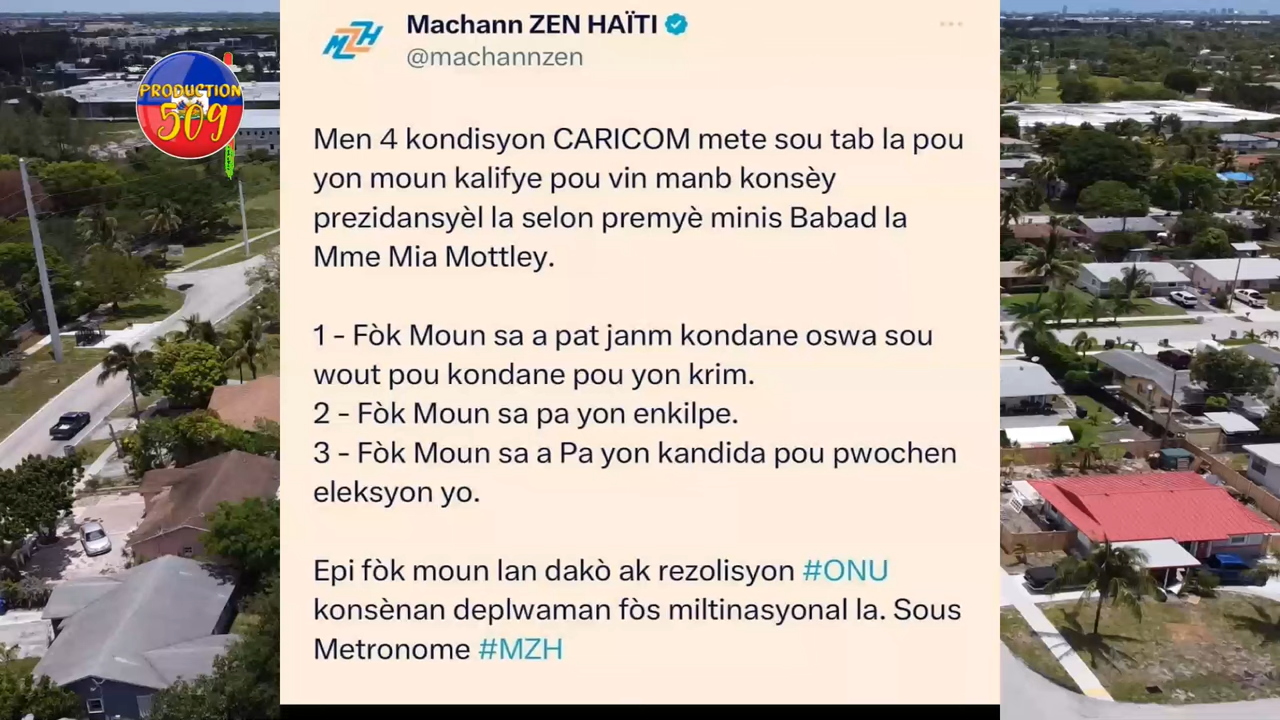 PRODUCTION
509
Machann ZEN HAÏTI
@machannzen
Men 4 kondisyon CARICOM mete sou tab la pou
yon moun kalifye pou vin manb konsèy
prezidansyèl la selon premyè minis Babad la
Mme Mia Mottley.
1 - Fòk Moun sa a pat janm kondane oswa sou
wout pou kondane pou yon krim.
2 - Fòk Moun sa pa yon enkilpe.
3 - Fòk Moun sa a Pa yon kandida pou pwochen
eleksyon yo.
Epi fòk moun lan dakò ak rezolisyon #ONU
konsènan deplwaman fòs miltinasyonal la. Sous
Metronome #MZH